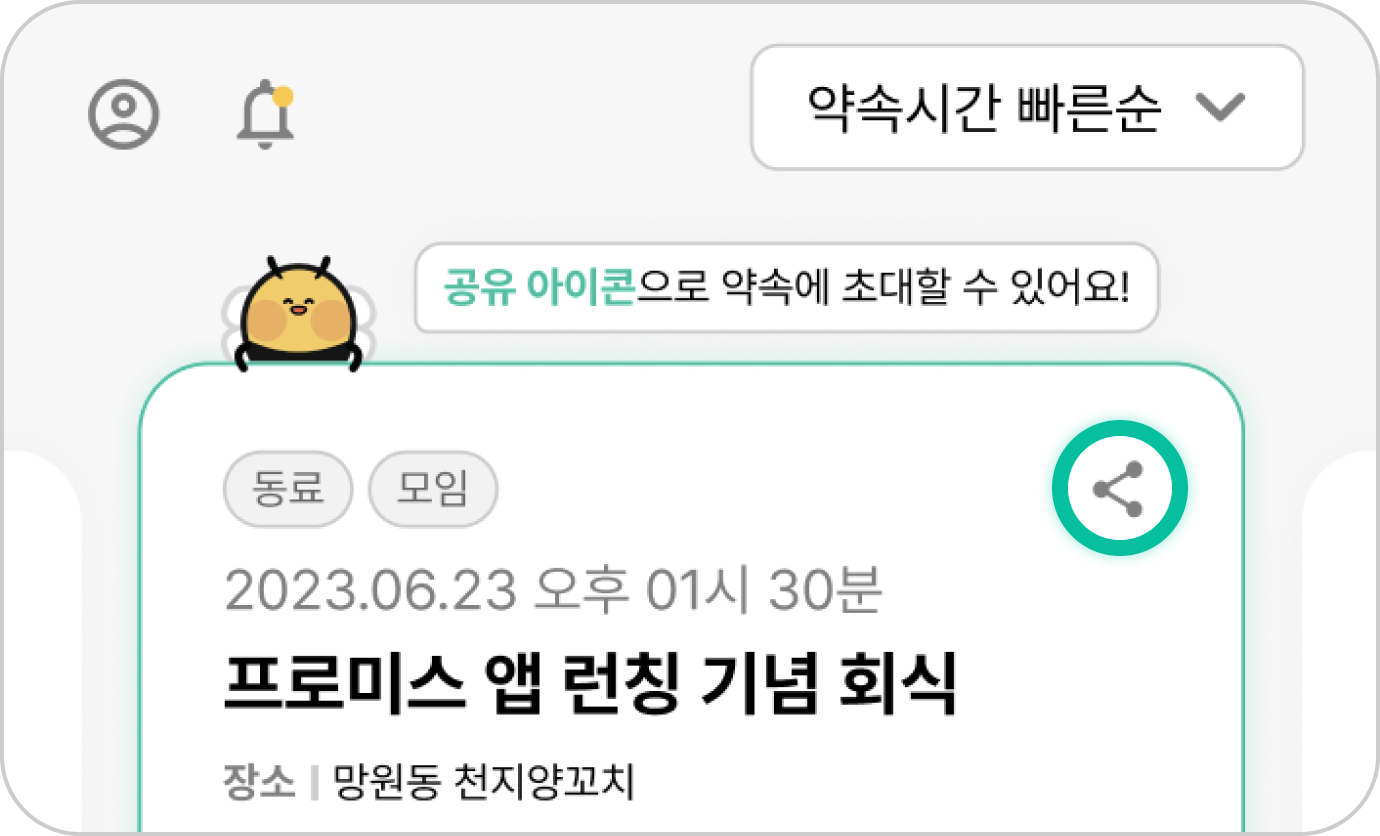 약속시간 빠른순
공유 아이콘으로 약속에 초대할 수 있어요!
동료 모임
2023.06.23 오후 01시 30분
프로미스 앱 런칭 기념 회식
장소 | 망원동 천지양꼬치